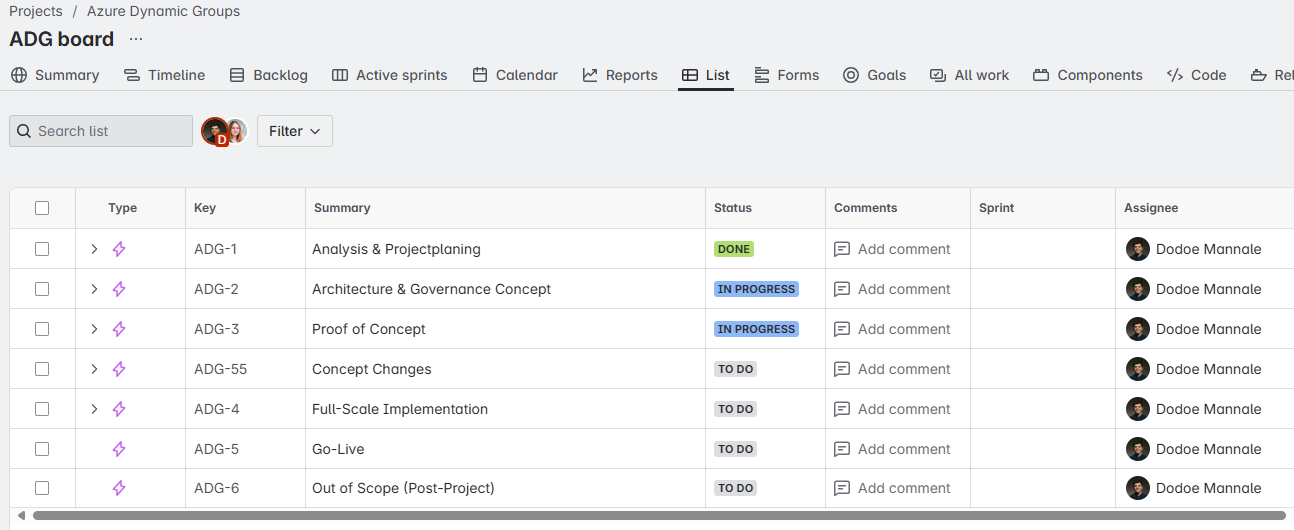 Projects / Azure Dynamic Groups
ADG board ...
Summary Timeline Backlog Active sprints Calendar Reports List Forms Goals All work Components Code Rel
Search list D Filter
Type Key Summary Status Comments Sprint Assignee
ADG-1 Analysis & Projectplaning DONE Add comment Dodoe Mannale
ADG-2 Architecture & Governance Concept IN PROGRESS Add comment Dodoe Mannale
ADG-3 Proof of Concept IN PROGRESS Add comment Dodoe Mannale
ADG-55 Concept Changes TO DO Add comment Dodoe Mannale
ADG-4 Full-Scale Implementation TO DO Add comment Dodoe Mannale
ADG-5 Go-Live TO DO Add comment Dodoe Mannale
ADG-6 Out of Scope (Post-Project) TO DO Add comment Dodoe Mannale